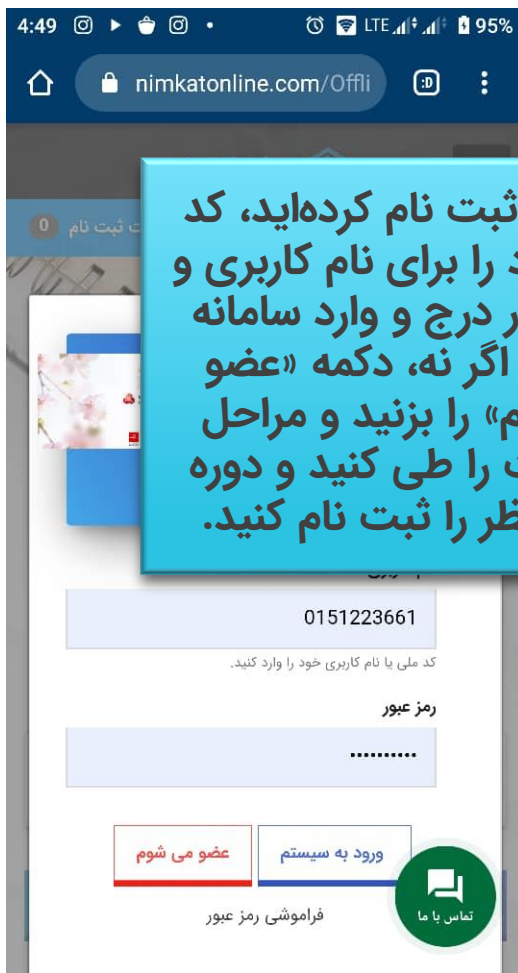 4:49
LTE 95%
nimkatonline.com/Offli
:D
ثبت نام 0
ثبت نام کرده‌اید، کد
را برای نام کاربری و
درج و وارد سامانه
اگر نه، دکمه «عضو
را بزنید و مراحل
را طی کنید و دوره
را ثبت نام کنید.
0151223661
کد ملی یا نام کاربری خود را وارد کنید.
رمز عبور
••••••••••
ورود به سیستم
عضو می شوم
فراموشی رمز عبور
تماس با ما